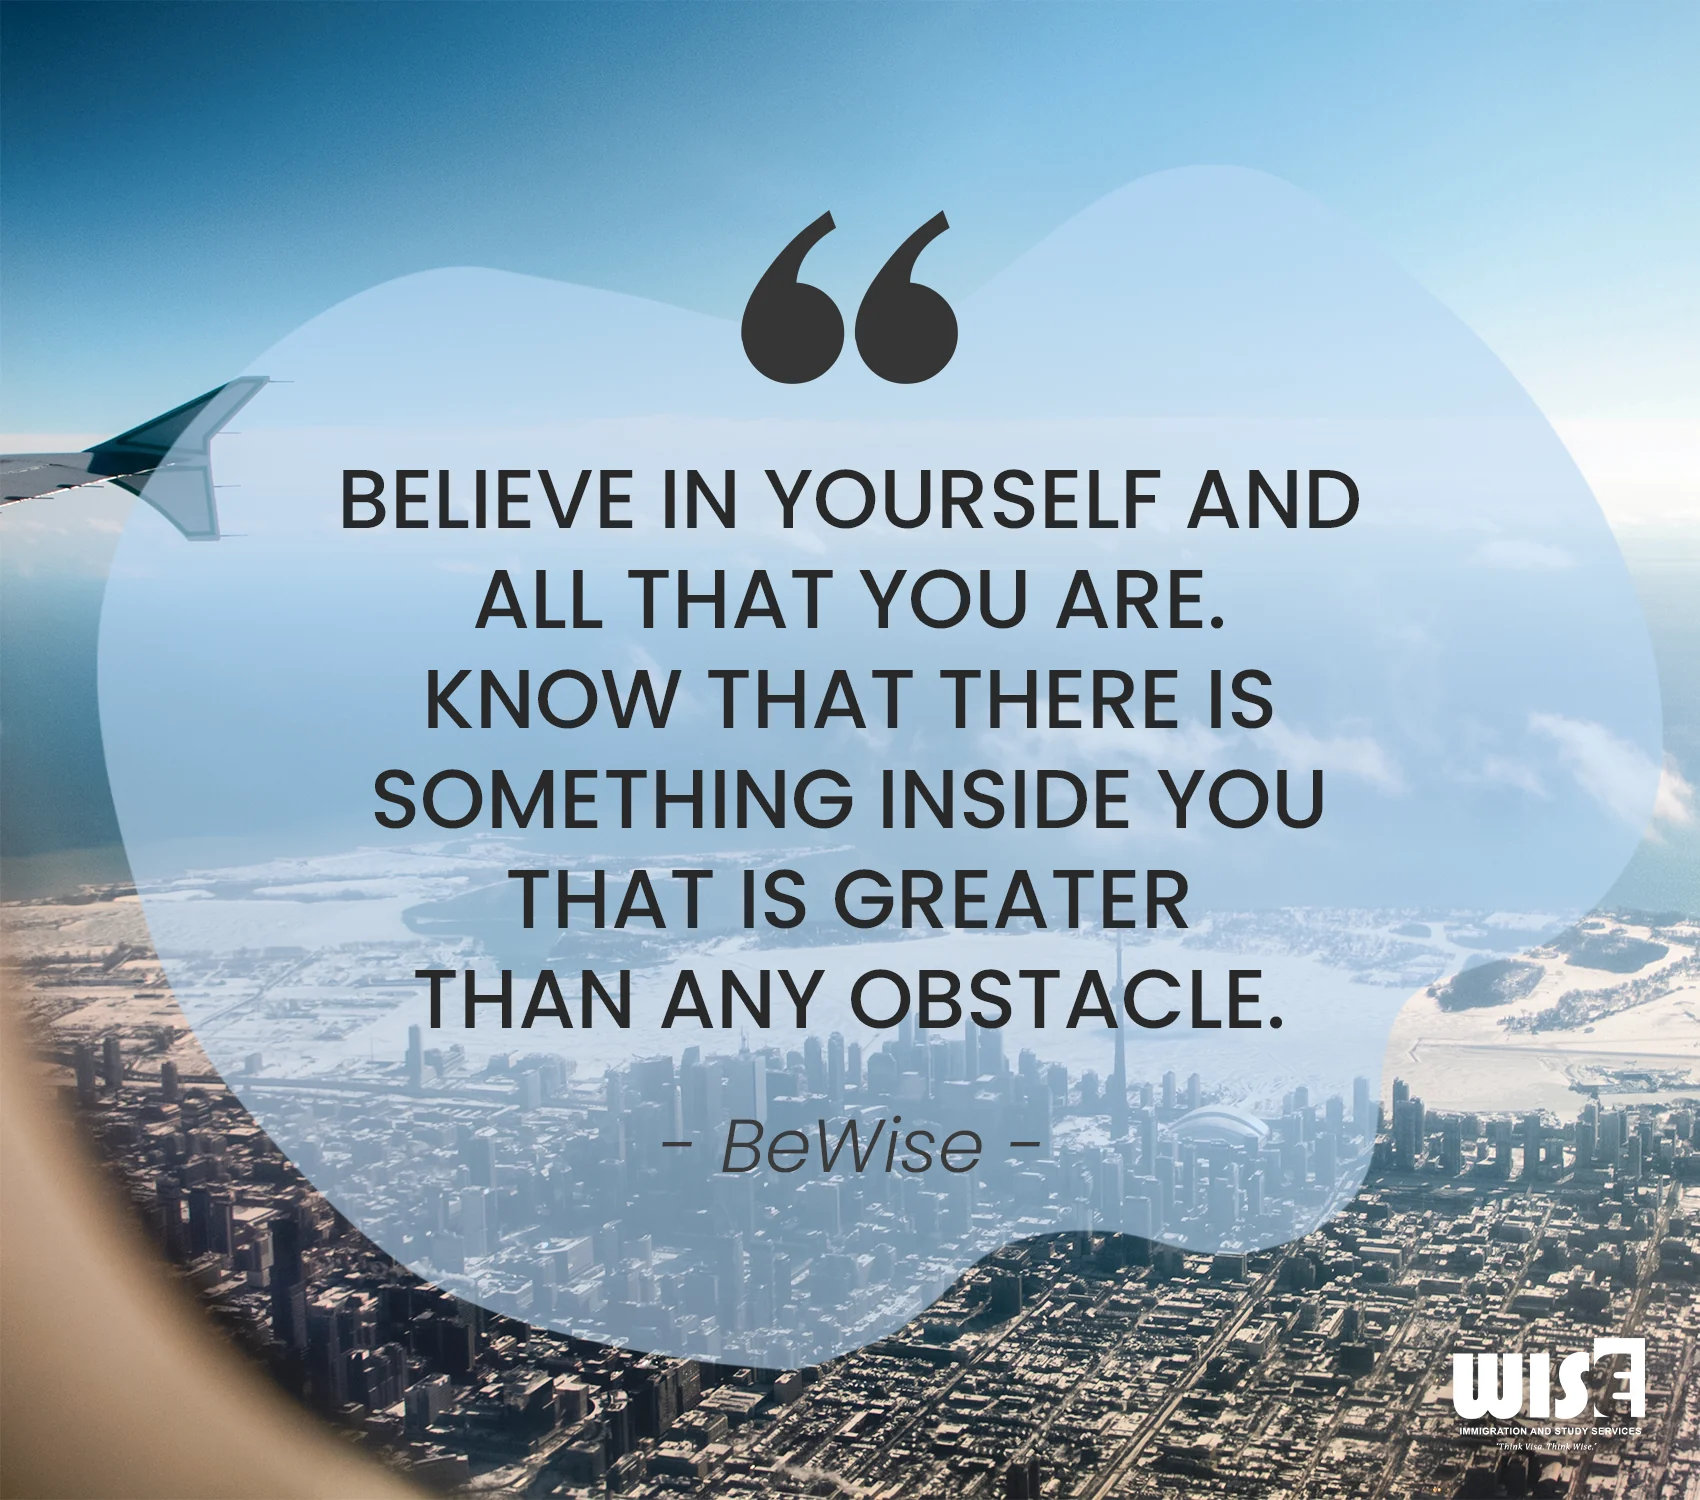 “
BELIEVE IN YOURSELF AND
ALL THAT YOU ARE.
KNOW THAT THERE IS
SOMETHING INSIDE YOU
THAT IS GREATER
THAN ANY OBSTACLE.
- BeWise -
WISE
IMMIGRATION AND STUDY SERVICES
"Think Visa. Think Wise."